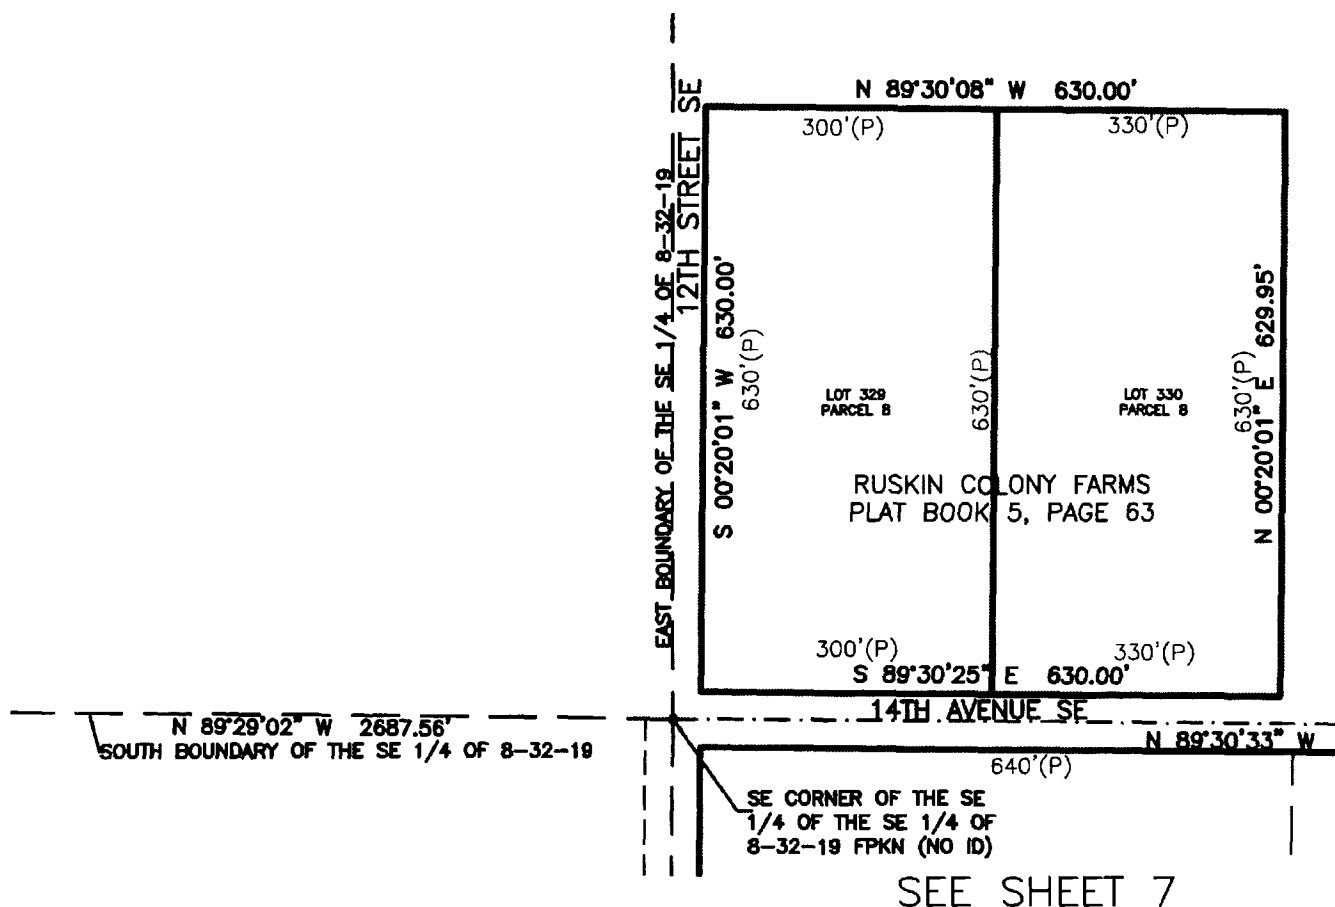 N 89°30'08" W 630.00'
300'(P)
330'(P)
12TH STREET SE
EAST BOUNDARY OF THE SE 1/4 OF 8-32-19
S 00°20'01" W 630.00'
630'(P)
630'(P)
630'(P)
N 00°20'01" E 629.95'
LOT 329
PARCEL 8
LOT 330
PARCEL 8
RUSKIN COLONY FARMS
PLAT BOOK 5, PAGE 63
300'(P)
330'(P)
S 89°30'25" E 630.00'
14TH AVENUE SE
N 89°29'02" W 2687.56'
SOUTH BOUNDARY OF THE SE 1/4 OF 8-32-19
N 89°30'33" W
640'(P)
SE CORNER OF THE SE
1/4 OF THE SE 1/4 OF
8-32-19 FPKN (NO ID)
SEE SHEET 7